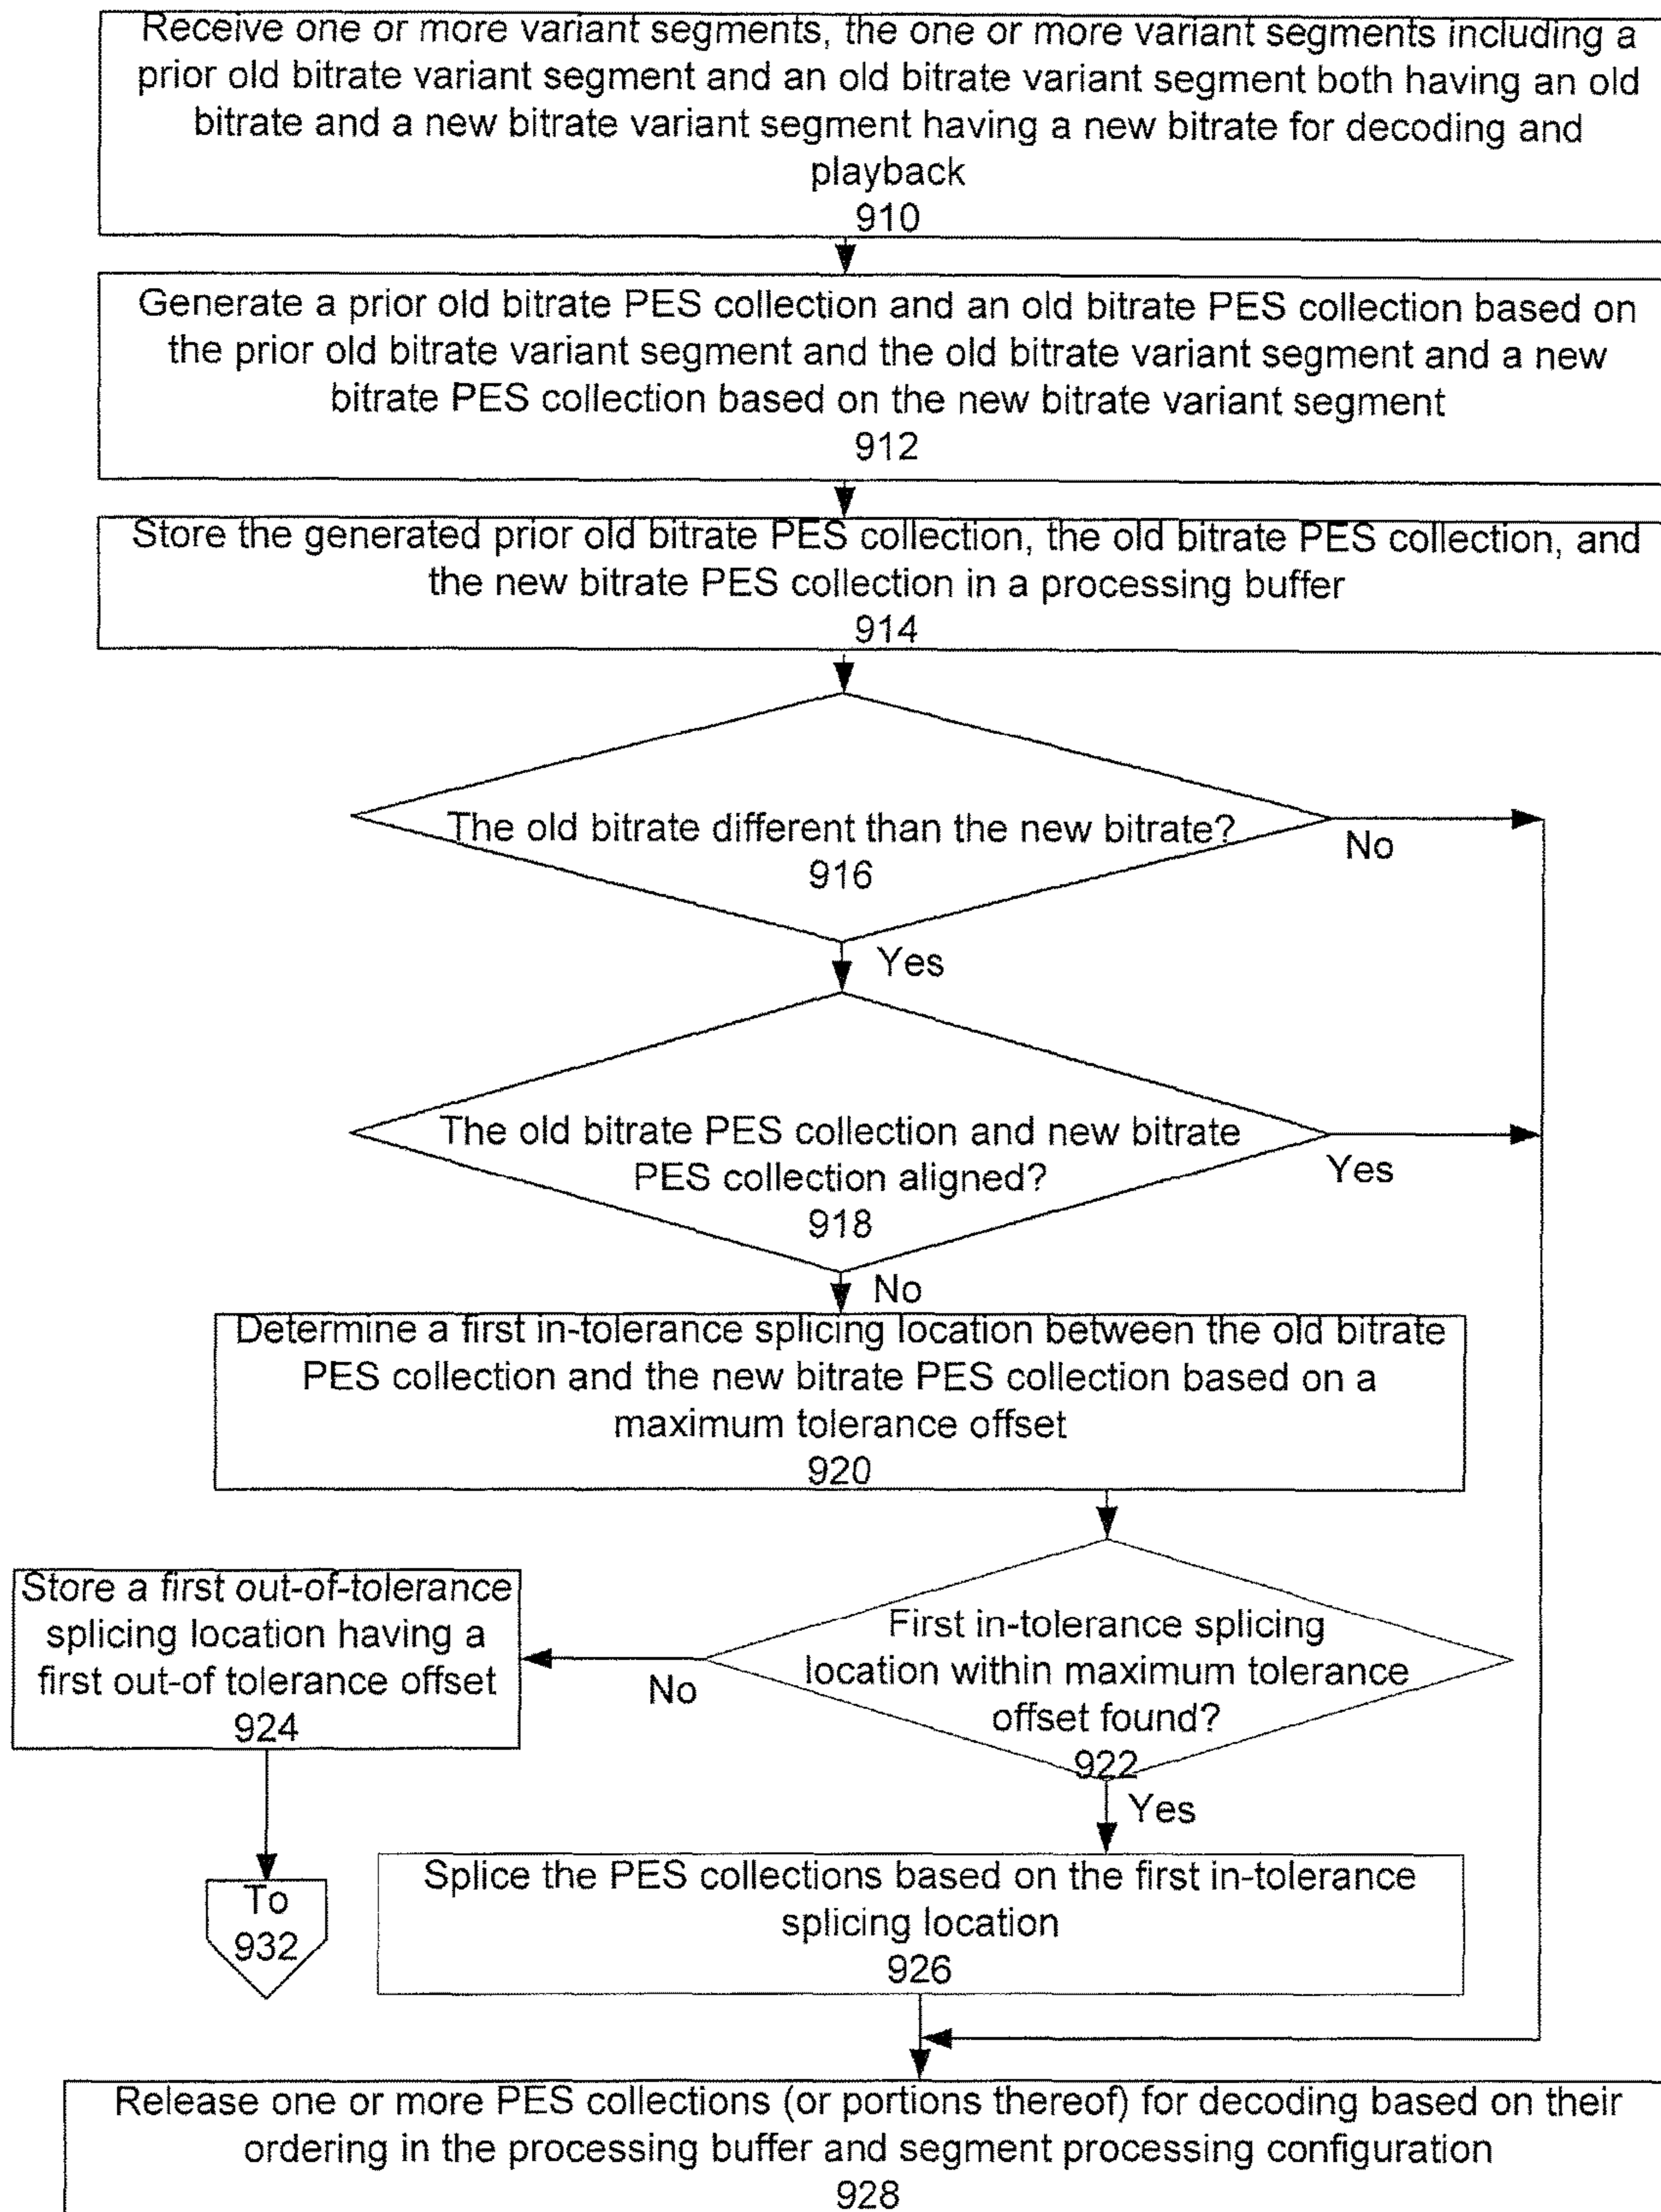 Receive one or more variant segments, the one or more variant segments including a
prior old bitrate variant segment and an old bitrate variant segment both having an old
bitrate and a new bitrate variant segment having a new bitrate for decoding and
playback
910
Generate a prior old bitrate PES collection and an old bitrate PES collection based on
the prior old bitrate variant segment and the old bitrate variant segment and a new
bitrate PES collection based on the new bitrate variant segment
912
Store the generated prior old bitrate PES collection, the old bitrate PES collection, and
the new bitrate PES collection in a processing buffer
914
The old bitrate different than the new bitrate?
916
No
Yes
The old bitrate PES collection and new bitrate
PES collection aligned?
918
Yes
No
Determine a first in-tolerance splicing location between the old bitrate
PES collection and the new bitrate PES collection based on a
maximum tolerance offset
920
First in-tolerance splicing
location within maximum tolerance
offset found?
922
No
Store a first out-of-tolerance
splicing location having a
first out-of tolerance offset
924
To
932
Yes
Splice the PES collections based on the first in-tolerance
splicing location
926
Release one or more PES collections (or portions thereof) for decoding based on their
ordering in the processing buffer and segment processing configuration
928